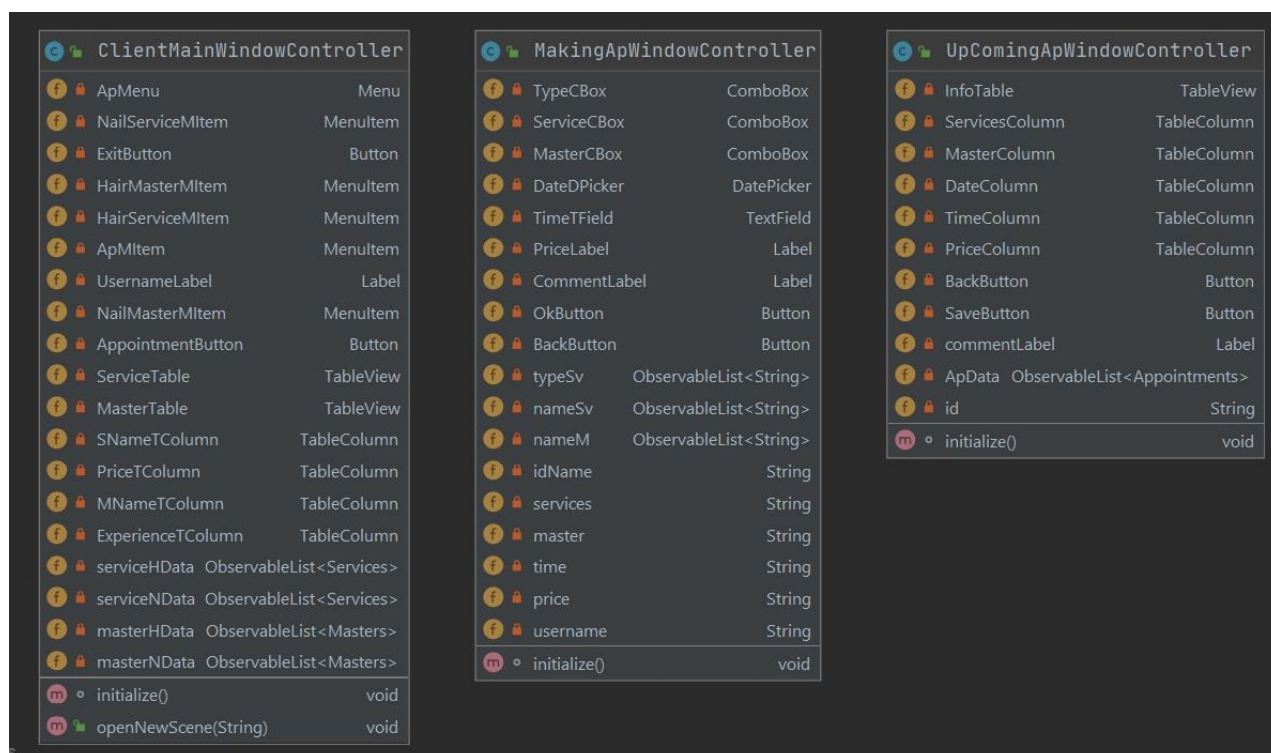 ClientMainWindowController
ApMenu Menu
NailServiceMItem MenuItem
ExitButton Button
HairMasterMItem MenuItem
HairServiceMItem MenuItem
ApMItem MenuItem
UsernameLabel Label
NailMasterMItem MenuItem
AppointmentButton Button
ServiceTable TableView
MasterTable TableView
SNameTColumn TableColumn
PriceTColumn TableColumn
MNameTColumn TableColumn
ExperienceTColumn TableColumn
serviceHData ObservableList<Services>
serviceNData ObservableList<Services>
masterHData ObservableList<Masters>
masterNData ObservableList<Masters>
initialize() void
openNewScene(String) void
MakingApWindowController
TypeCBox ComboBox
ServiceCBox ComboBox
MasterCBox ComboBox
DateDPicker DatePicker
TimeTField TextField
PriceLabel Label
CommentLabel Label
OkButton Button
BackButton Button
typeSv ObservableList<String>
nameSv ObservableList<String>
nameM ObservableList<String>
idName String
services String
master String
time String
price String
username String
initialize() void
UpComingApWindowController
InfoTable TableView
ServicesColumn TableColumn
MasterColumn TableColumn
DateColumn TableColumn
TimeColumn TableColumn
PriceColumn TableColumn
BackButton Button
SaveButton Button
commentLabel Label
ApData ObservableList<Appointments>
id String
initialize() void